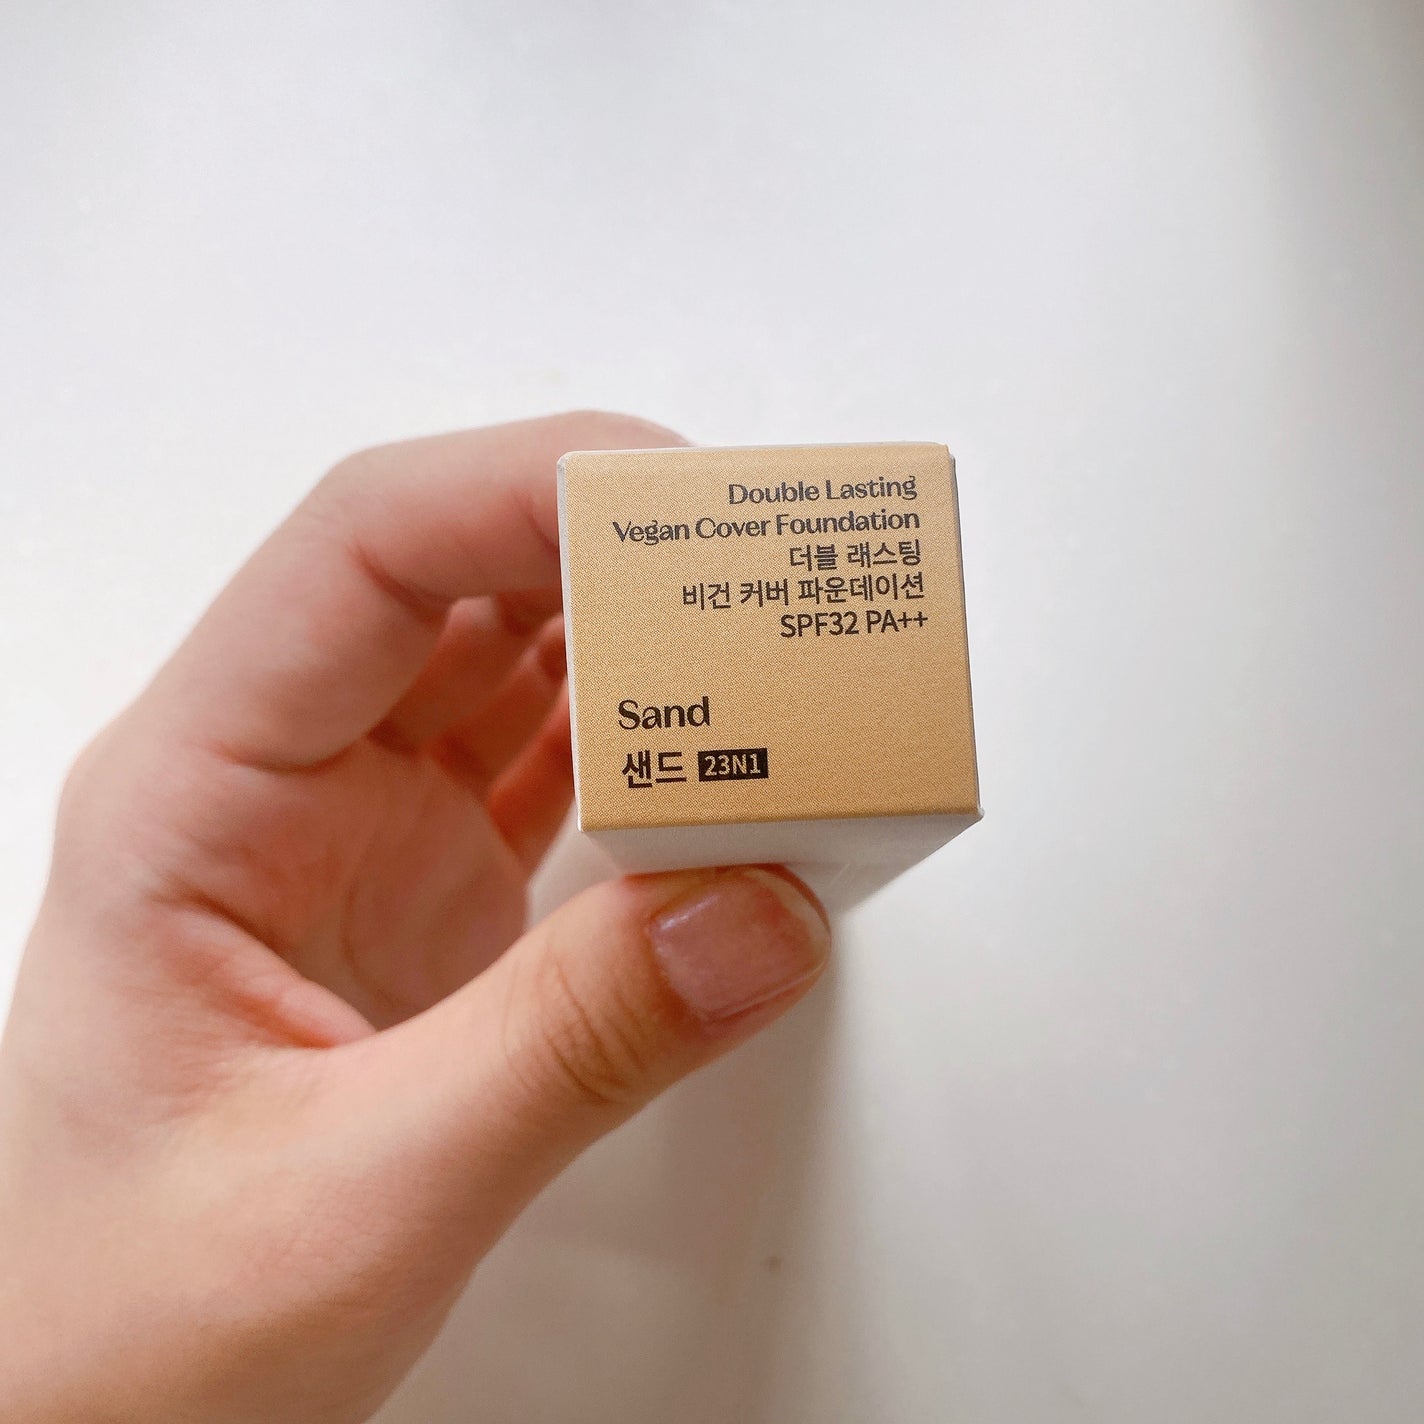 Double Lasting
Vegan Cover Foundation
더블 래스팅
비건 커버 파운데이션
SPF32 PA++
Sand
샌드 23N1